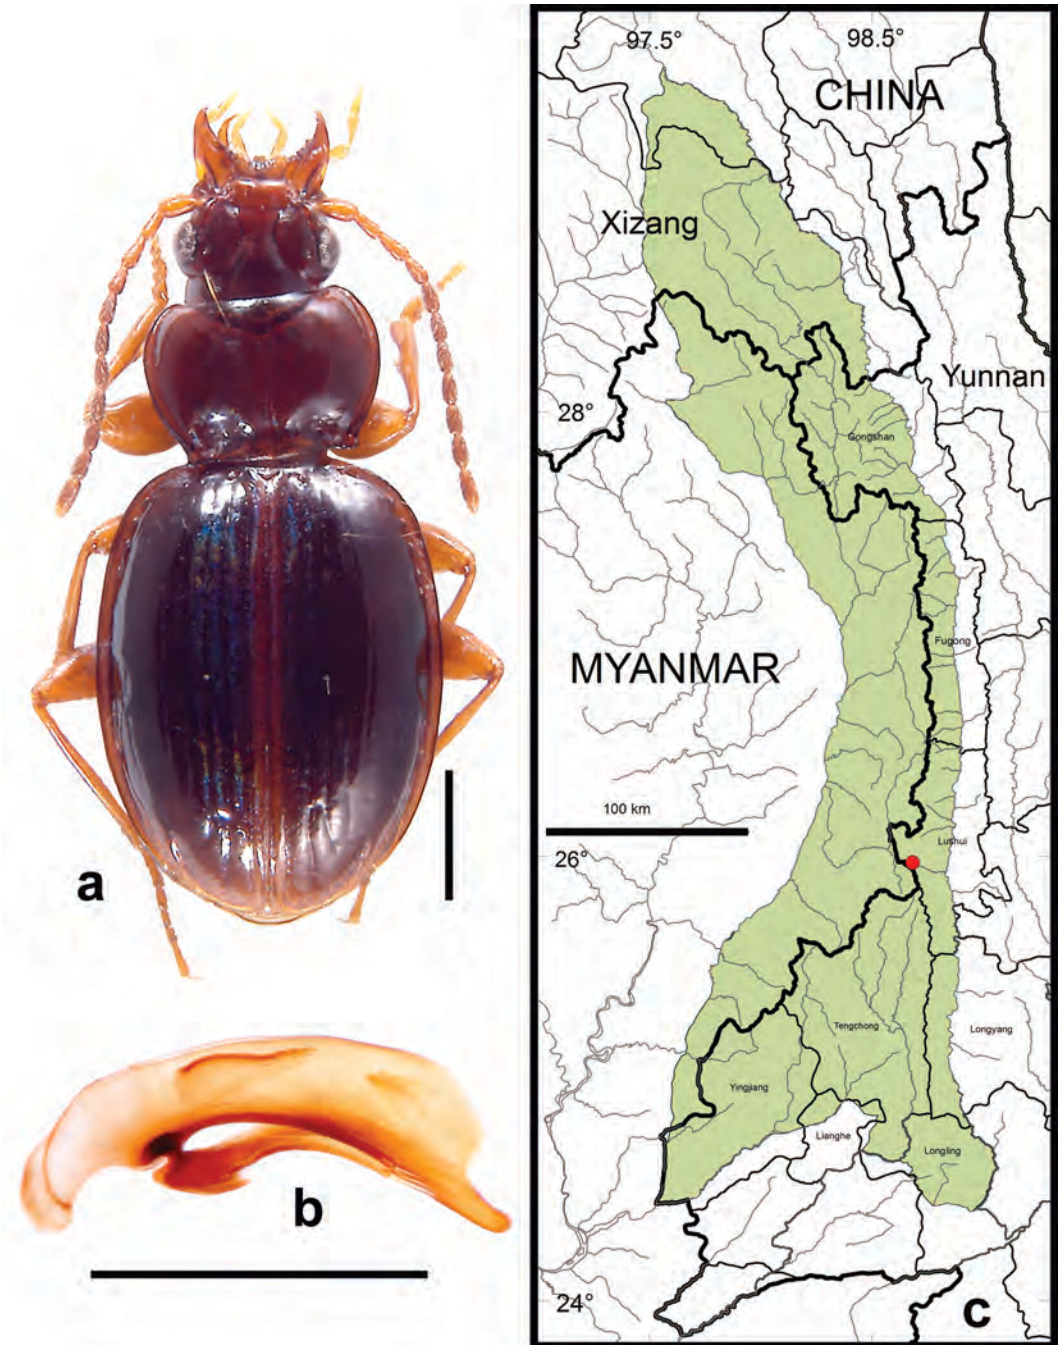 a
b
97.5°
98.5°
CHINA
Xizang
Yunnan
28°
Gongshan
Fugong
MYANMAR
100 km
Lushui
26°
Tengchong
Longyang
Yingjiang
Lianghe
Longling
24°
c